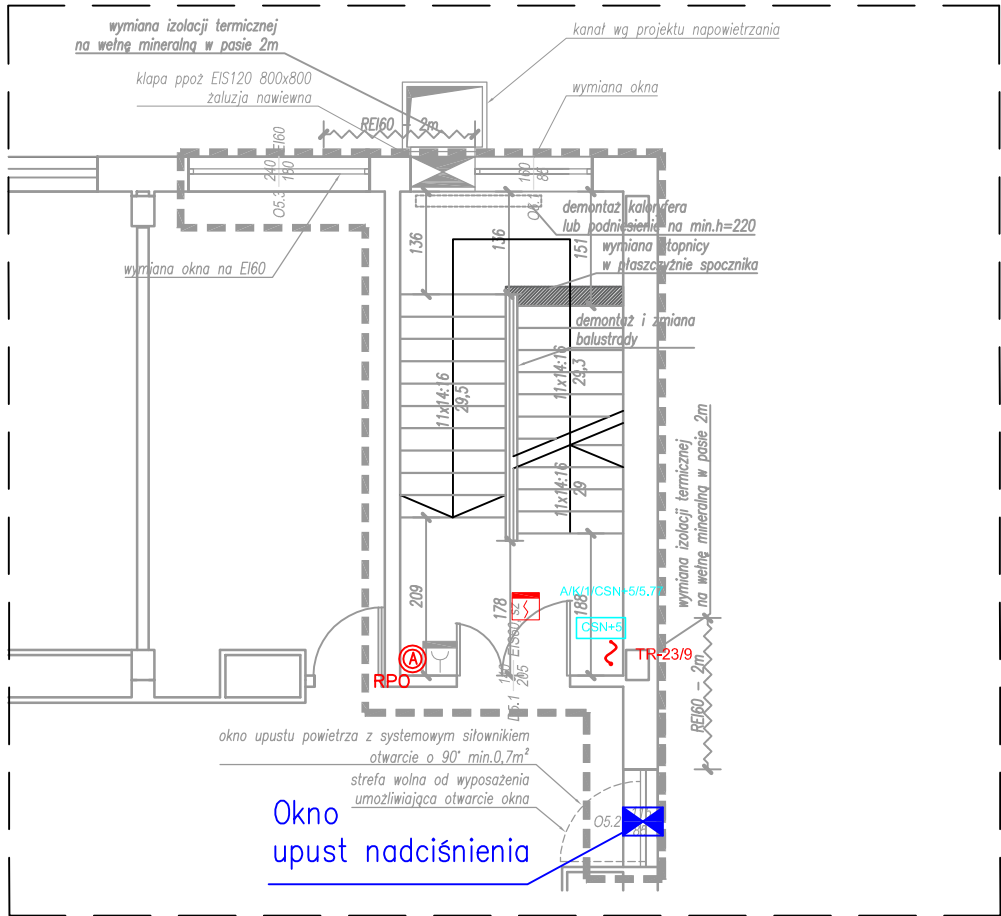 wymiana izolacji termicznej
na wełnę mineralną w pasie 2m
kanał wg projektu napowietrzania
klapa ppoż EIS120 800x800
żaluzja nawiewna
wymiana okna
REI60 - 2m
240 EI60
180
O5.3
160
85
136
136
151
demontaż kaloryfera
lub podniesienie na min.h=220
wymiana stopnicy
w płaszczyźnie spocznika
wymiana okna na EI60
demontaż i zmiana
balustrady
11x14:16
29,5
11x14:16
29,3
11x14:16
29
wymiana izolacji termicznej
na wełnę mineralną w pasie 2m
REI60 - 2m
209
178
188
A/K/1/CSN+5/5.7
CSN+5
TR-23/9
A
RPO
EIS60
205
okno upustu powietrza z systemowym siłownikiem
otwarcie o 90° min.0,7m²
strefa wolna od wyposażenia
umożliwiająca otwarcie okna
O5.2
Okno
upust nadciśnienia